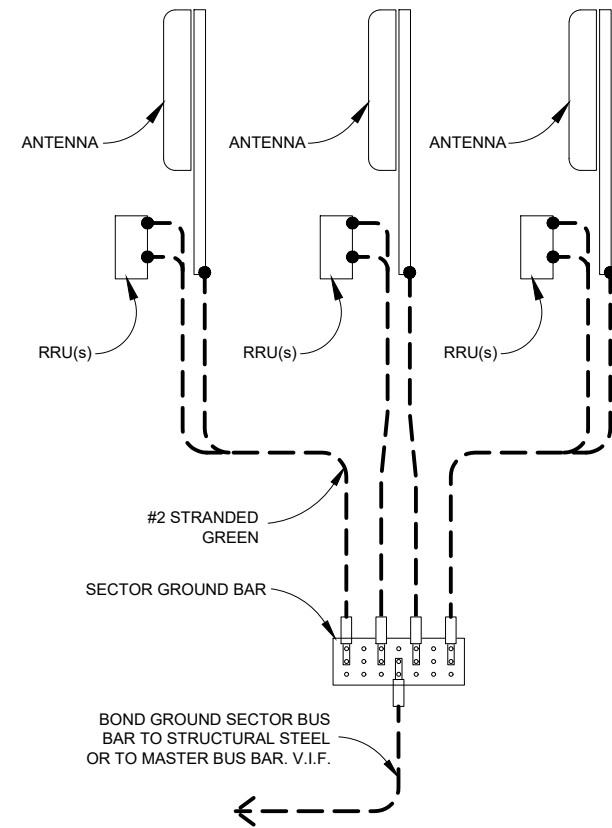 ANTENNA
ANTENNA
ANTENNA
RRU(s)
RRU(s)
RRU(s)
#2 STRANDED
GREEN
SECTOR GROUND BAR
BOND GROUND SECTOR BUS
BAR TO STRUCTURAL STEEL
OR TO MASTER BUS BAR. V.I.F.